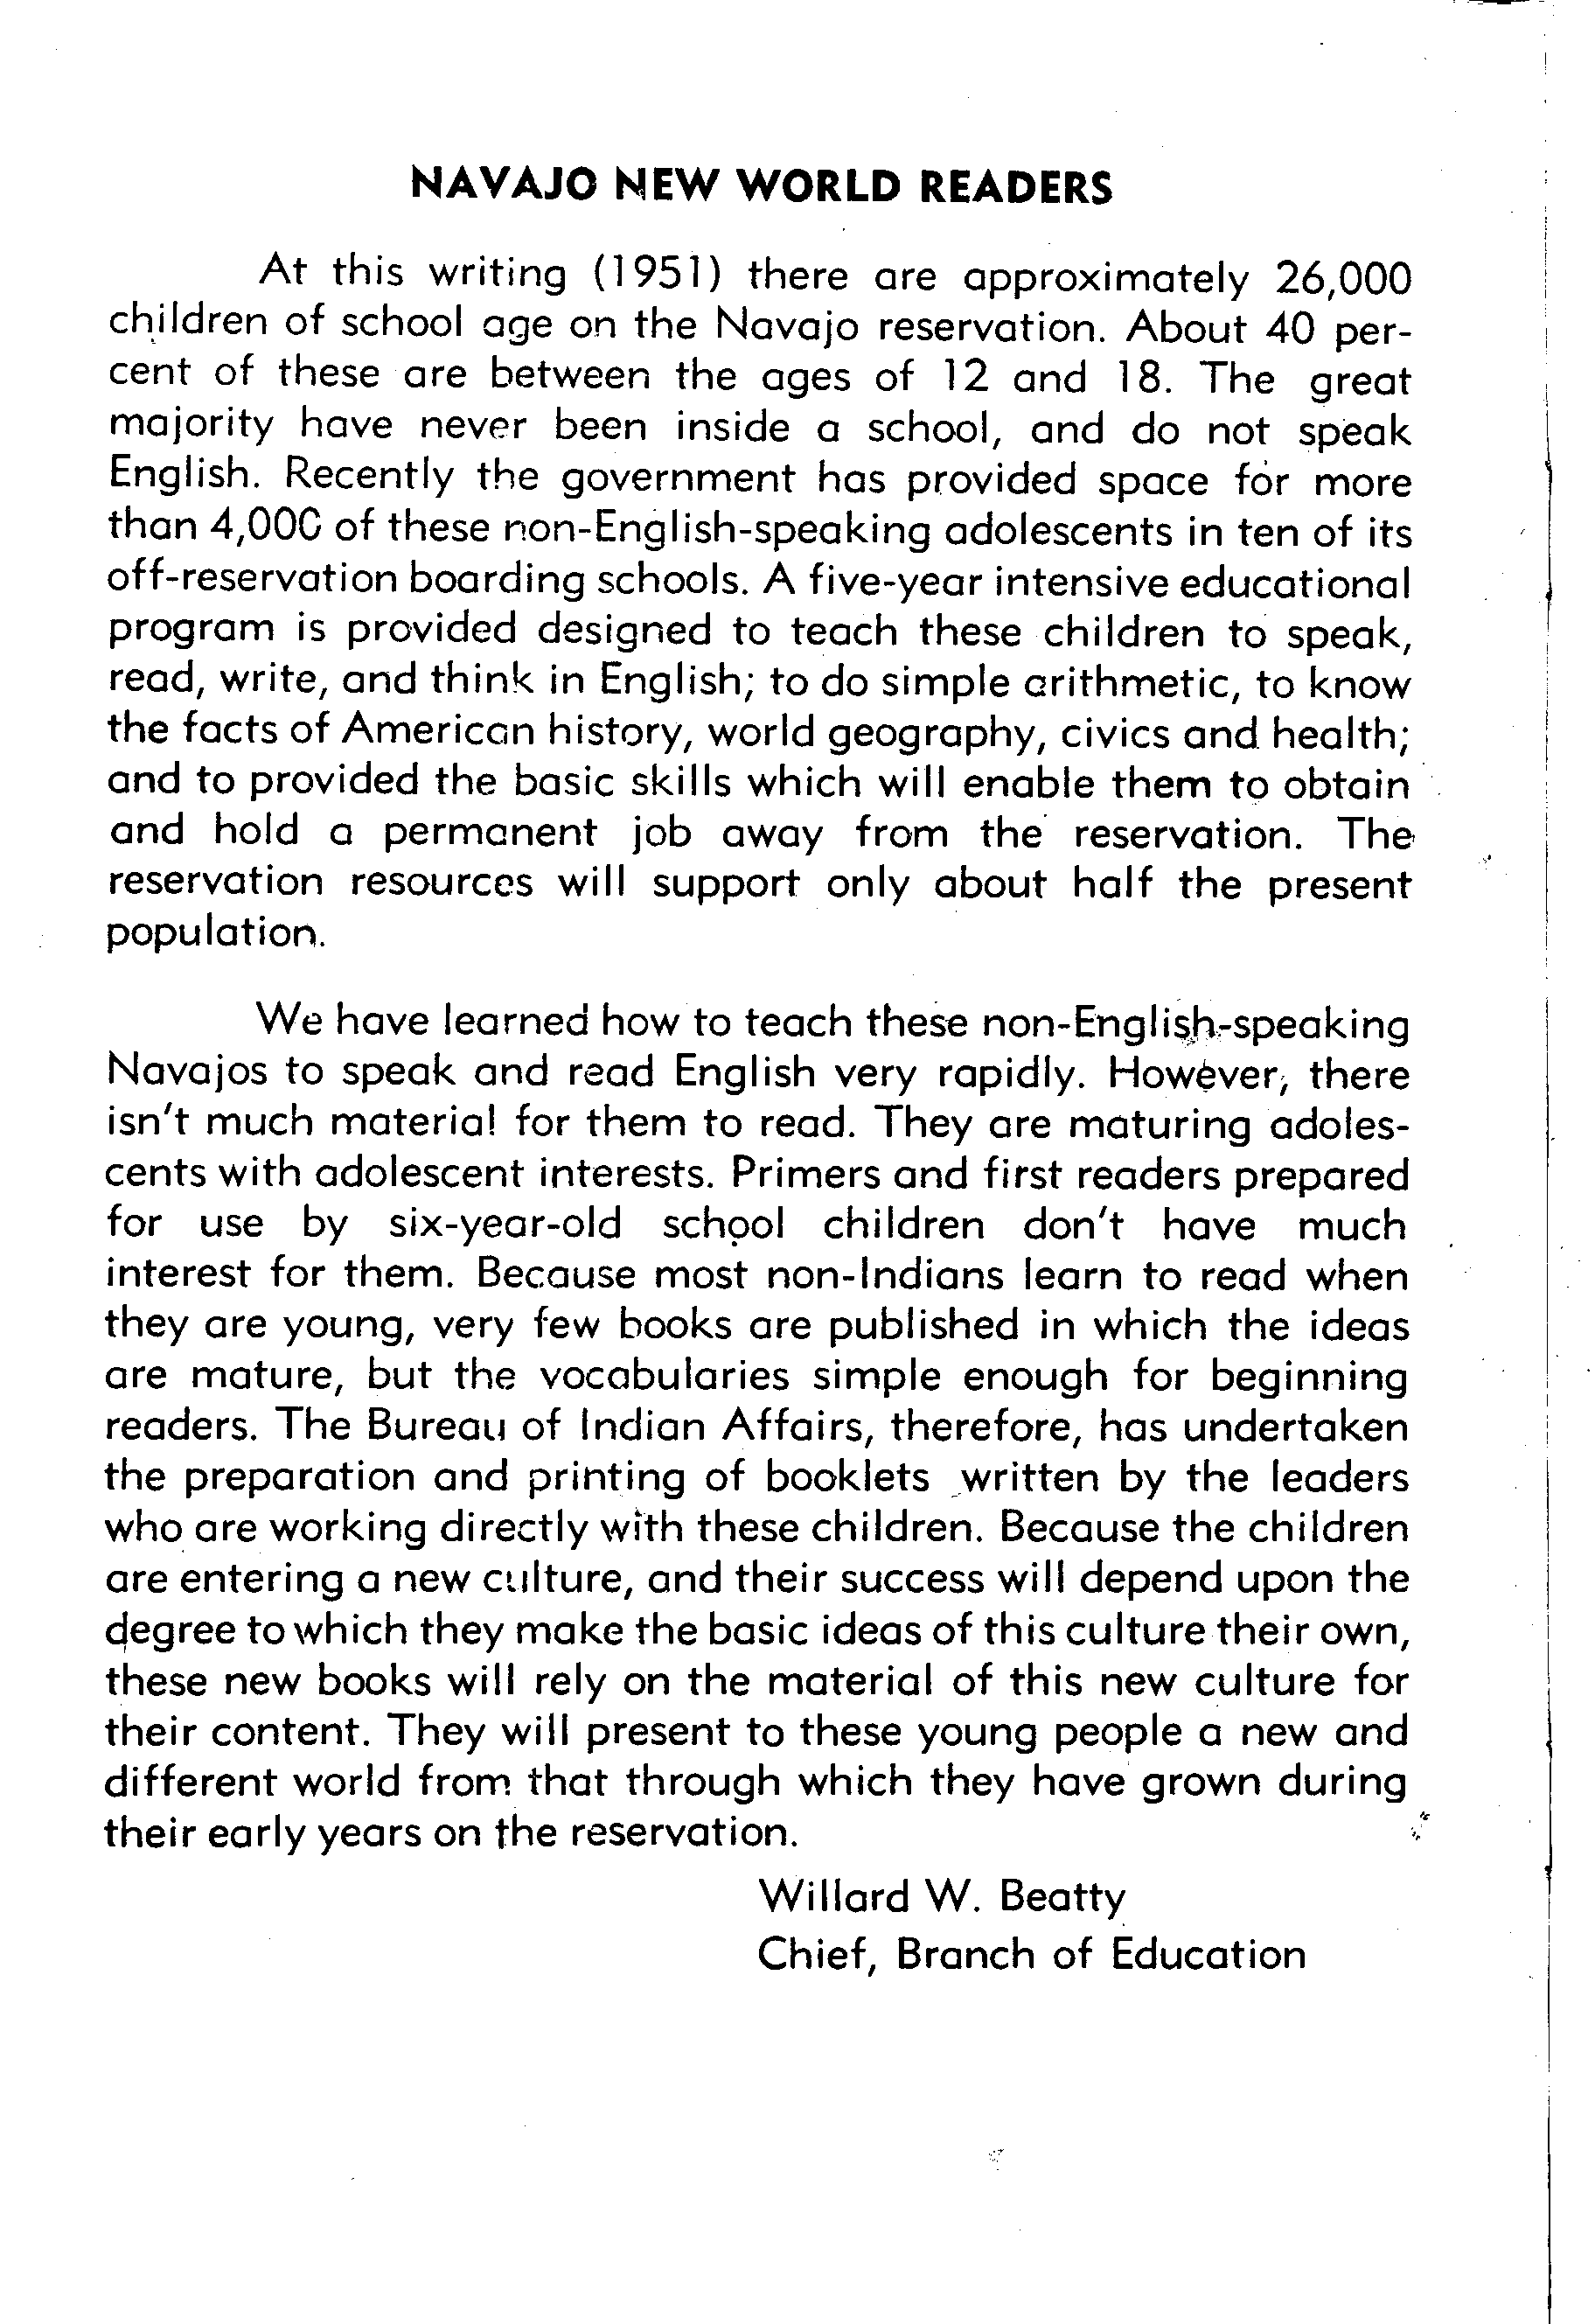 NAVAJO NEW WORLD READERS
At this writing (1951) there are approximately 26,000
children of school age on the Navajo reservation. About 40 per-
cent of these are between the ages of 12 and 18. The great
majority have never been inside a school, and do not speak
English. Recently the government has provided space for more
than 4,000 of these non-English-speaking adolescents in ten of its
off-reservation boarding schools. A five-year intensive educational
program is provided designed to teach these children to speak,
read, write, and think in English; to do simple arithmetic, to know
the facts of American history, world geography, civics and health;
and to provided the basic skills which will enable them to obtain
and hold a permanent job away from the reservation. The
reservation resources will support only about half the present
population.
We have learned how to teach these non-English-speaking
Navajos to speak and read English very rapidly. However, there
isn't much material for them to read. They are maturing adoles-
cents with adolescent interests. Primers and first readers prepared
for use by six-year-old school children don't have much
interest for them. Because most non-Indians learn to read when
they are young, very few books are published in which the ideas
are mature, but the vocabularies simple enough for beginning
readers. The Bureau of Indian Affairs, therefore, has undertaken
the preparation and printing of booklets written by the leaders
who are working directly with these children. Because the children
are entering a new culture, and their success will depend upon the
degree to which they make the basic ideas of this culture their own,
these new books will rely on the material of this new culture for
their content. They will present to these young people a new and
different world from that through which they have grown during
their early years on the reservation.
Willard W. Beatty
Chief, Branch of Education